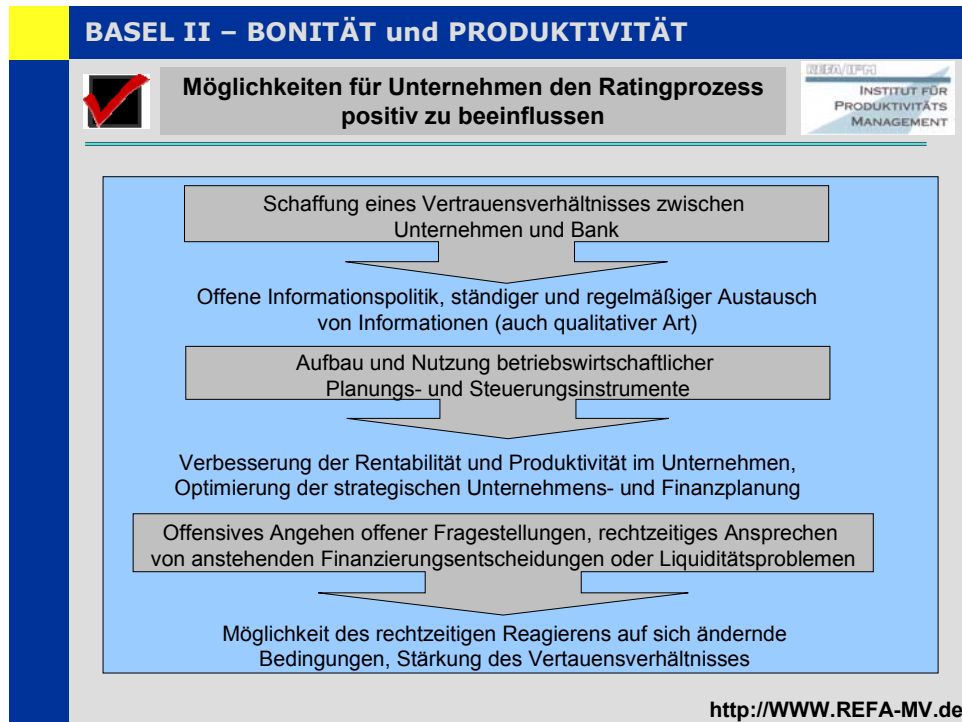 BASEL II – BONITÄT und PRODUKTIVITÄT
Möglichkeiten für Unternehmen den Ratingprozess
positiv zu beeinflussen
REFA/IPM
INSTITUT FÜR
PRODUKTIVITÄTS
MANAGEMENT
Schaffung eines Vertrauensverhältnisses zwischen
Unternehmen und Bank
Offene Informationspolitik, ständiger und regelmäßiger Austausch
von Informationen (auch qualitativer Art)
Aufbau und Nutzung betriebswirtschaftlicher
Planungs- und Steuerungsinstrumente
Verbesserung der Rentabilität und Produktivität im Unternehmen,
Optimierung der strategischen Unternehmens- und Finanzplanung
Offensives Angehen offener Fragestellungen, rechtzeitiges Ansprechen
von anstehenden Finanzierungsentscheidungen oder Liquiditätsproblemen
Möglichkeit des rechtzeitigen Reagierens auf sich ändernde
Bedingungen, Stärkung des Vertauensverhältnisses
http://WWW.REFA-MV.de